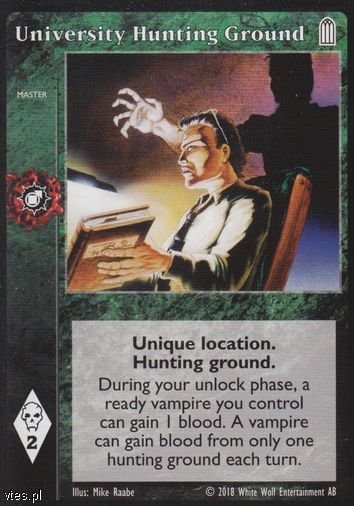 University Hunting Ground
MASTER
Unique location.
Hunting ground.
During your unlock phase, a
ready vampire you control
can gain 1 blood. A vampire
can gain blood from only one
hunting ground each turn.
2
Illus: Mike Raabe
© 2018 White Wolf Entertainment AB
vtes.pl